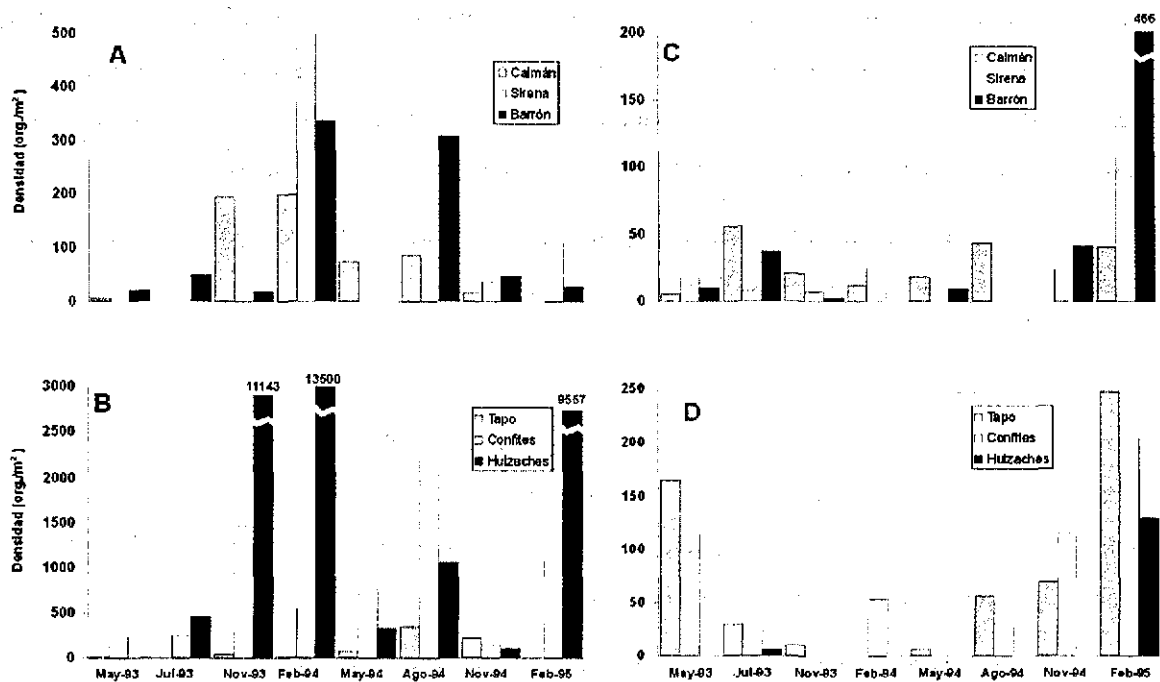 A
Densidad (org./m²)
500
400
300
200
100
0
Caimán
Sirena
Barrón
C
466
200
150
100
50
0
Caimán
Sirena
Barrón
B
Densidad (org./m²)
3000
2500
2000
1500
1000
500
0
11143
13500
9557
Tapo
Confites
Huizaches
May-93 Jul-93 Nov-93 Feb-94 May-94 Ago-94 Nov-94 Feb-95
D
250
200
150
100
50
0
Tapo
Confites
Huizaches
May-93 Jul-93 Nov-93 Feb-94 May-94 Ago-94 Nov-94 Feb-95